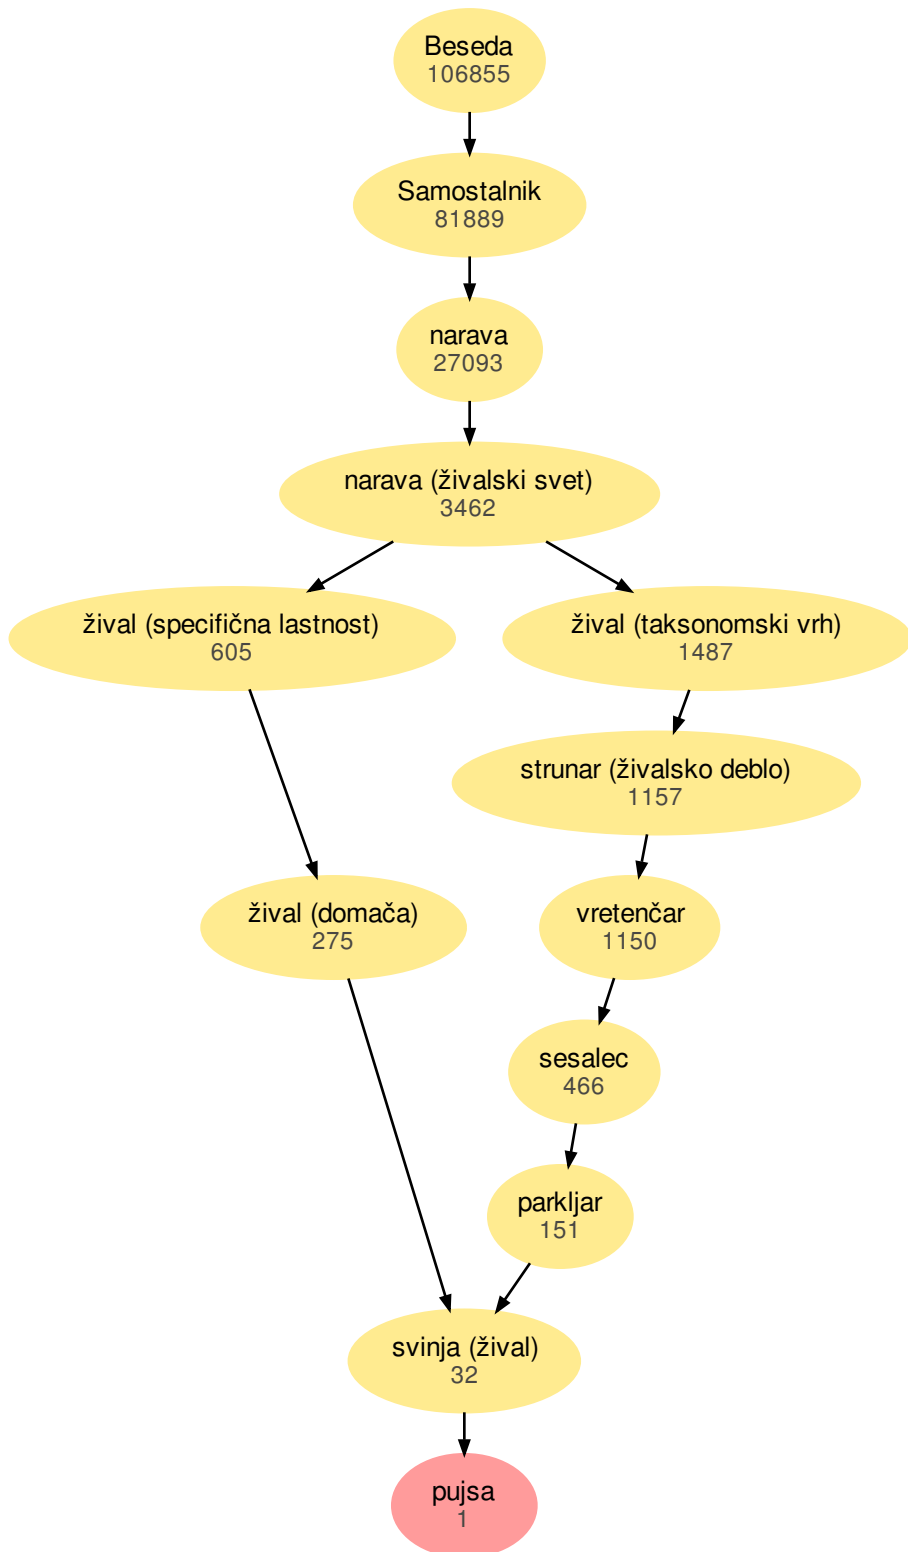 Beseda
106855
Samostalnik
81889
narava
27093
narava (živalski svet)
3462
žival (specifična lastnost)
605
žival (taksonomski vrh)
1487
strunar (živalsko deblo)
1157
žival (domača)
275
vretenčar
1150
sesalec
466
parkljar
151
svinja (žival)
32
pujsa
1